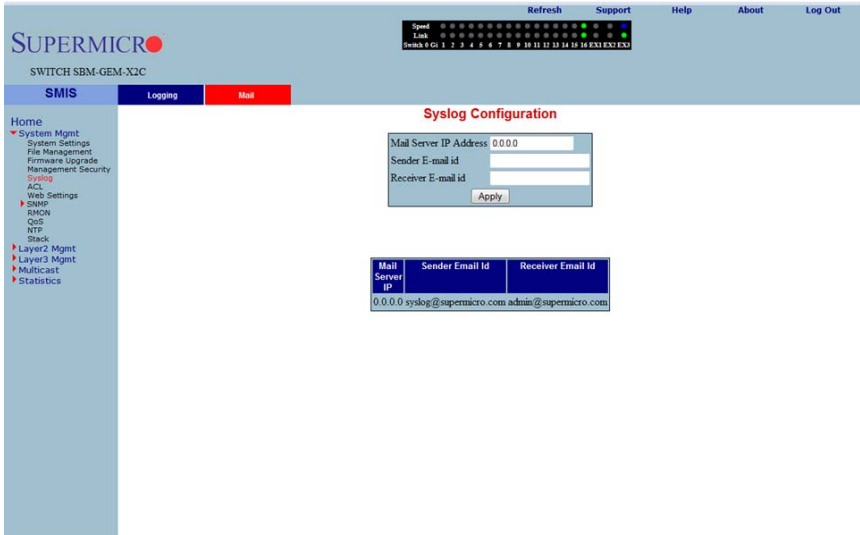 Refresh Support Help About Log Out
SUPERMICRO
Speed
Link
Switch 0 Gi 1 2 3 4 5 6 7 8 9 10 11 12 13 14 15 16 EX1 EX2 EX3
SWITCH SBM-GEM-X2C
SMIS Logging Mail
Home
System Mgmt
System Settings
File Management
Firmware Upgrade
Management Security
Syslog
ACL
Web Settings
SNMP
RMON
QoS
NTP
Stack
Layer2 Mgmt
Layer3 Mgmt
Multicast
Statistics
Syslog Configuration
Mail Server IP Address 0.0.0.0
Sender E-mail id
Receiver E-mail id
Apply
Mail Server IP Sender Email Id Receiver Email Id
0.0.0.0 syslog@supermicro.com admin@supermicro.com